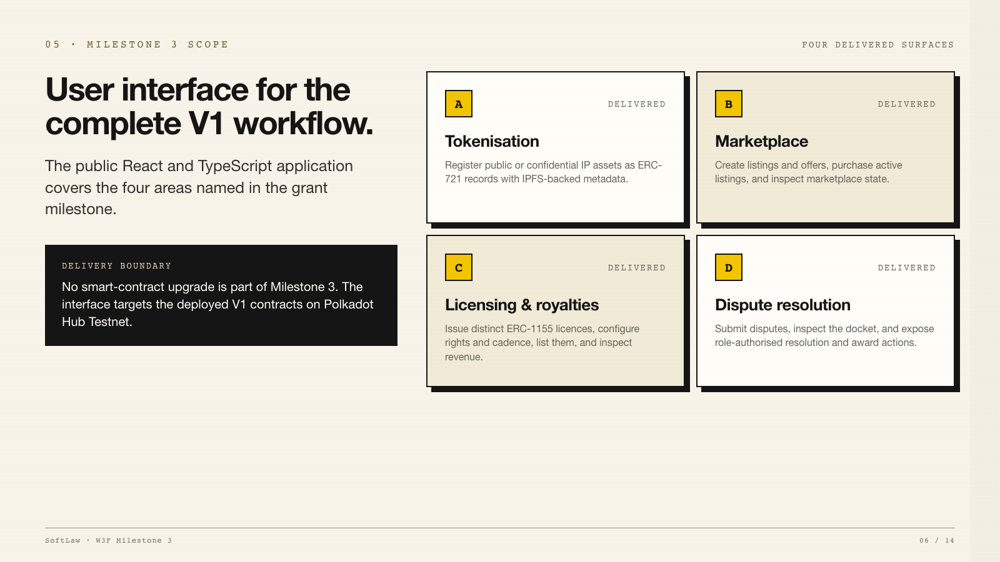 05 · MILESTONE 3 SCOPE
FOUR DELIVERED SURFACES
User interface for the
complete V1 workflow.
The public React and TypeScript application
covers the four areas named in the grant
milestone.
DELIVERY BOUNDARY
No smart-contract upgrade is part of Milestone 3. The
interface targets the deployed V1 contracts on Polkadot
Hub Testnet.
A
DELIVERED
Tokenisation
Register public or confidential IP assets as ERC-
721 records with IPFS-backed metadata.
B
DELIVERED
Marketplace
Create listings and offers, purchase active
listings, and inspect marketplace state.
C
DELIVERED
Licensing & royalties
Issue distinct ERC-1155 licences, configure
rights and cadence, list them, and inspect
revenue.
D
DELIVERED
Dispute resolution
Submit disputes, inspect the docket, and expose
role-authorised resolution and award actions.
SoftLaw · W3F Milestone 3
06 / 14